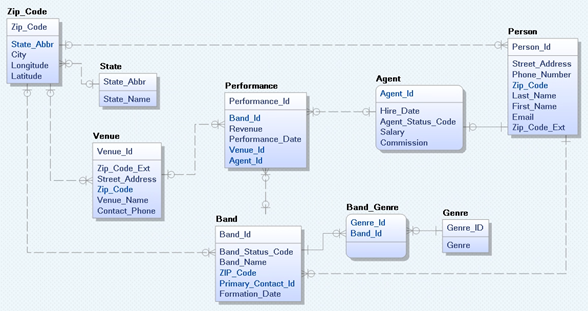 Zip_Code
Zip_Code
State_Abbr
City
Longitude
Latitude
State
State_Abbr
State_Name
Venue
Venue_Id
Zip_Code_Ext
Street_Address
Zip_Code
Venue_Name
Contact_Phone
Performance
Performance_Id
Band_Id
Revenue
Performance_Date
Venue_Id
Agent_Id
Agent
Agent_Id
Hire_Date
Agent_Status_Code
Salary
Commission
Person
Person_Id
Street_Address
Phone_Number
Zip_Code
Last_Name
First_Name
Email
Zip_Code_Ext
Band
Band_Id
Band_Status_Code
Band_Name
ZIP_Code
Primary_Contact_Id
Formation_Date
Band_Genre
Genre_Id
Band_Id
Genre
Genre_ID
Genre